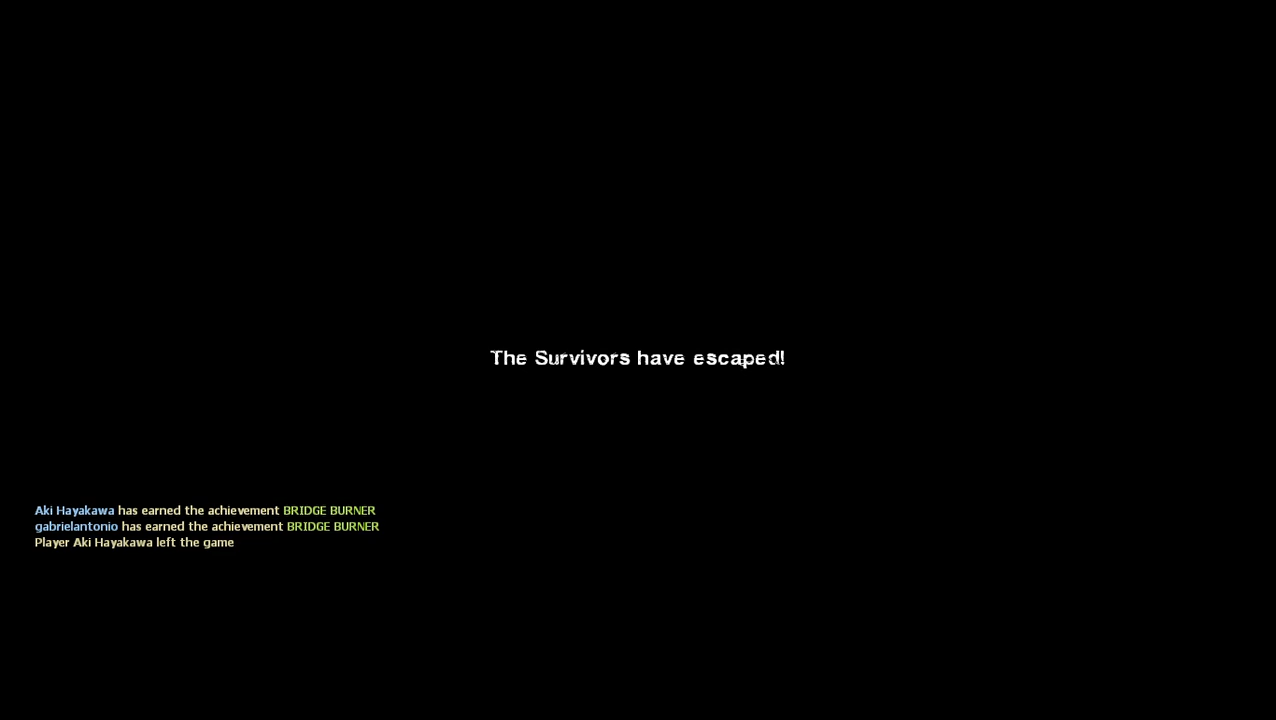 The Survivors have escaped!
Aki Hayakawa has earned the achievement BRIDGE BURNER
gabrielantonio has earned the achievement BRIDGE BURNER
Player Aki Hayakawa left the game